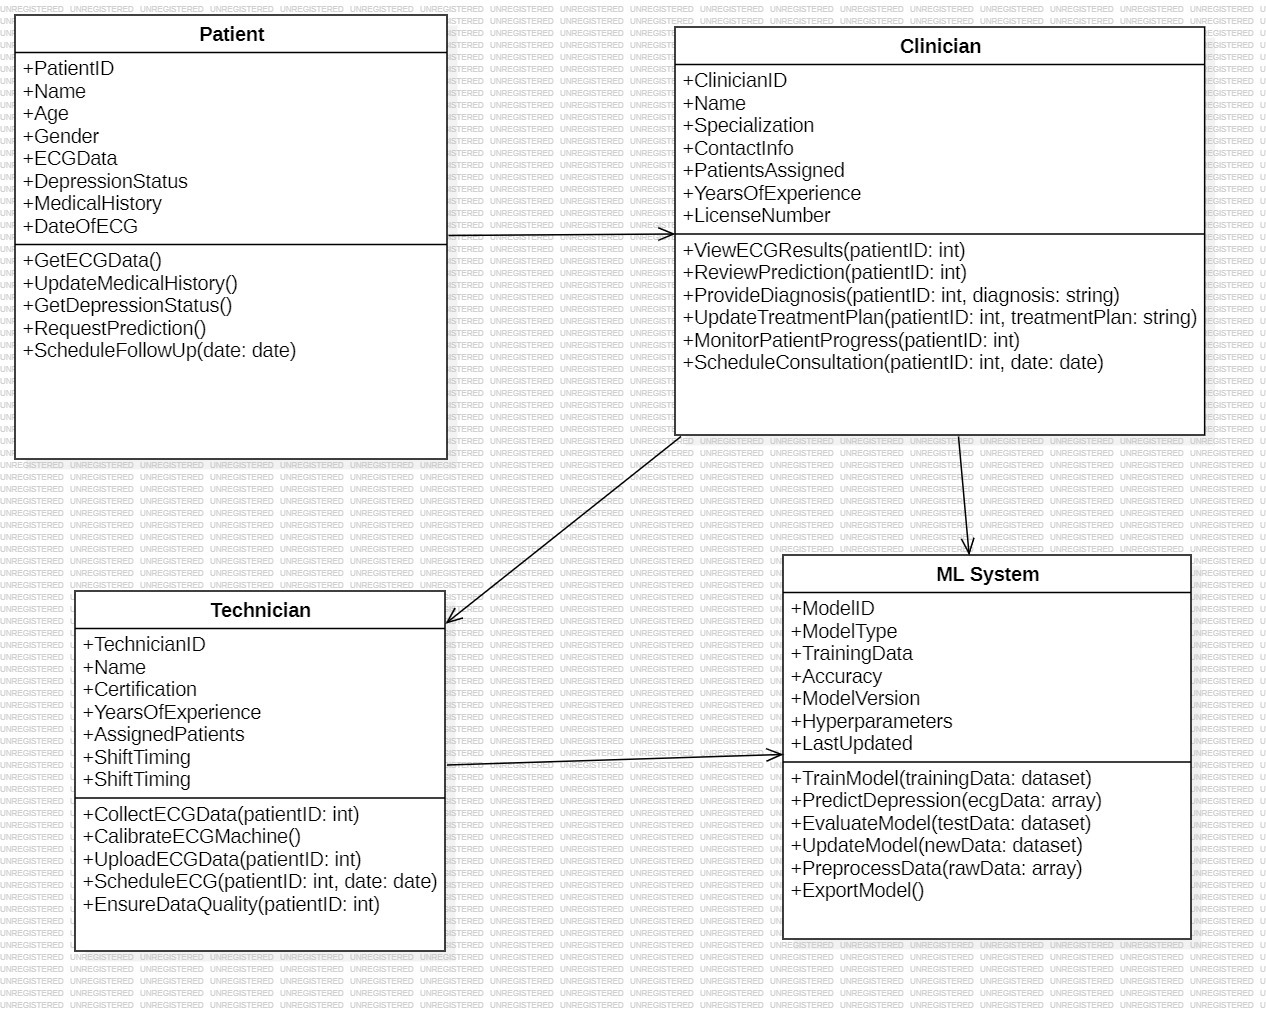 Patient
+PatientID
+Name
+Age
+Gender
+ECGData
+DepressionStatus
+MedicalHistory
+DateOfECG
+GetECGData()
+UpdateMedicalHistory()
+GetDepressionStatus()
+RequestPrediction()
+ScheduleFollowUp(date: date)
Clinician
+ClinicianID
+Name
+Specialization
+ContactInfo
+PatientsAssigned
+YearsOfExperience
+LicenseNumber
+ViewECGResults(patientID: int)
+ReviewPrediction(patientID: int)
+ProvideDiagnosis(patientID: int, diagnosis: string)
+UpdateTreatmentPlan(patientID: int, treatmentPlan: string)
+MonitorPatientProgress(patientID: int)
+ScheduleConsultation(patientID: int, date: date)
Technician
+TechnicianID
+Name
+Certification
+YearsOfExperience
+AssignedPatients
+ShiftTiming
+ShiftTiming
+CollectECGData(patientID: int)
+CalibrateECGMachine()
+UploadECGData(patientID: int)
+ScheduleECG(patientID: int, date: date)
+EnsureDataQuality(patientID: int)
ML System
+ModelID
+ModelType
+TrainingData
+Accuracy
+ModelVersion
+Hyperparameters
+LastUpdated
+TrainModel(trainingData: dataset)
+PredictDepression(ecgData: array)
+EvaluateModel(testData: dataset)
+UpdateModel(newData: dataset)
+PreprocessData(rawData: array)
+ExportModel()
UNREGISTERED